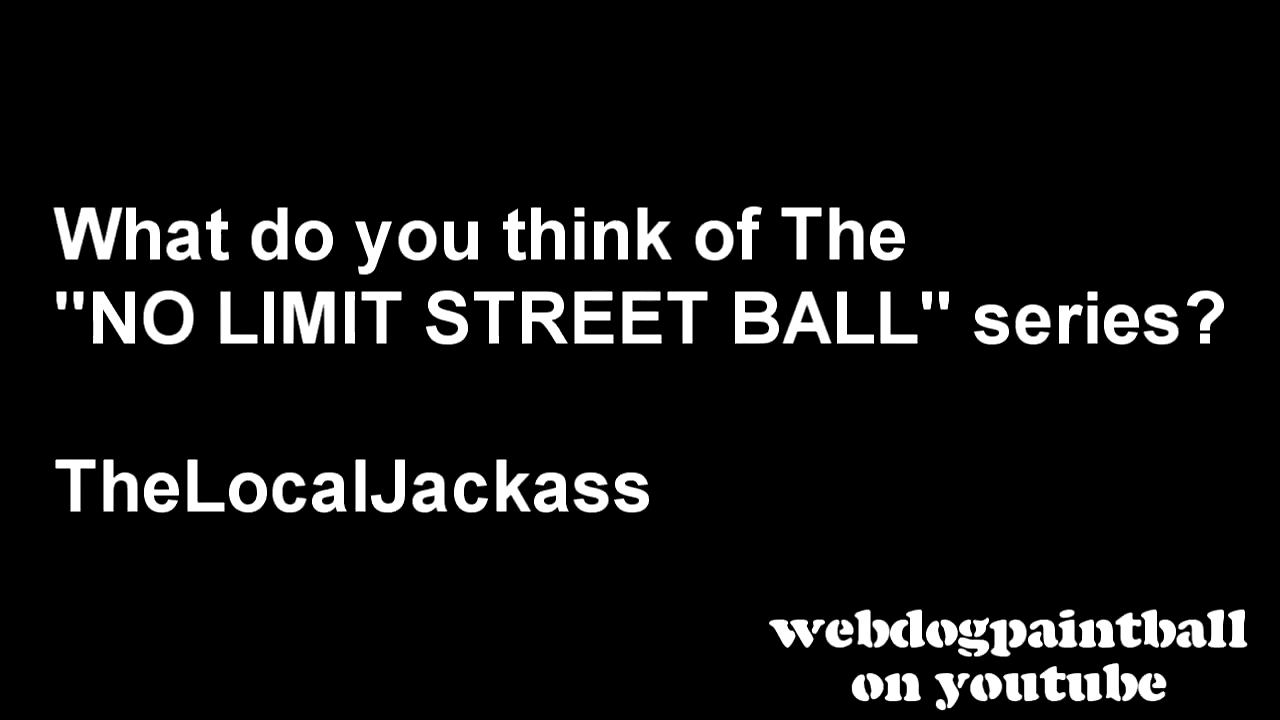 What do you think of The
"NO LIMIT STREET BALL" series?
TheLocalJackass
webdogpaintball
on youtube